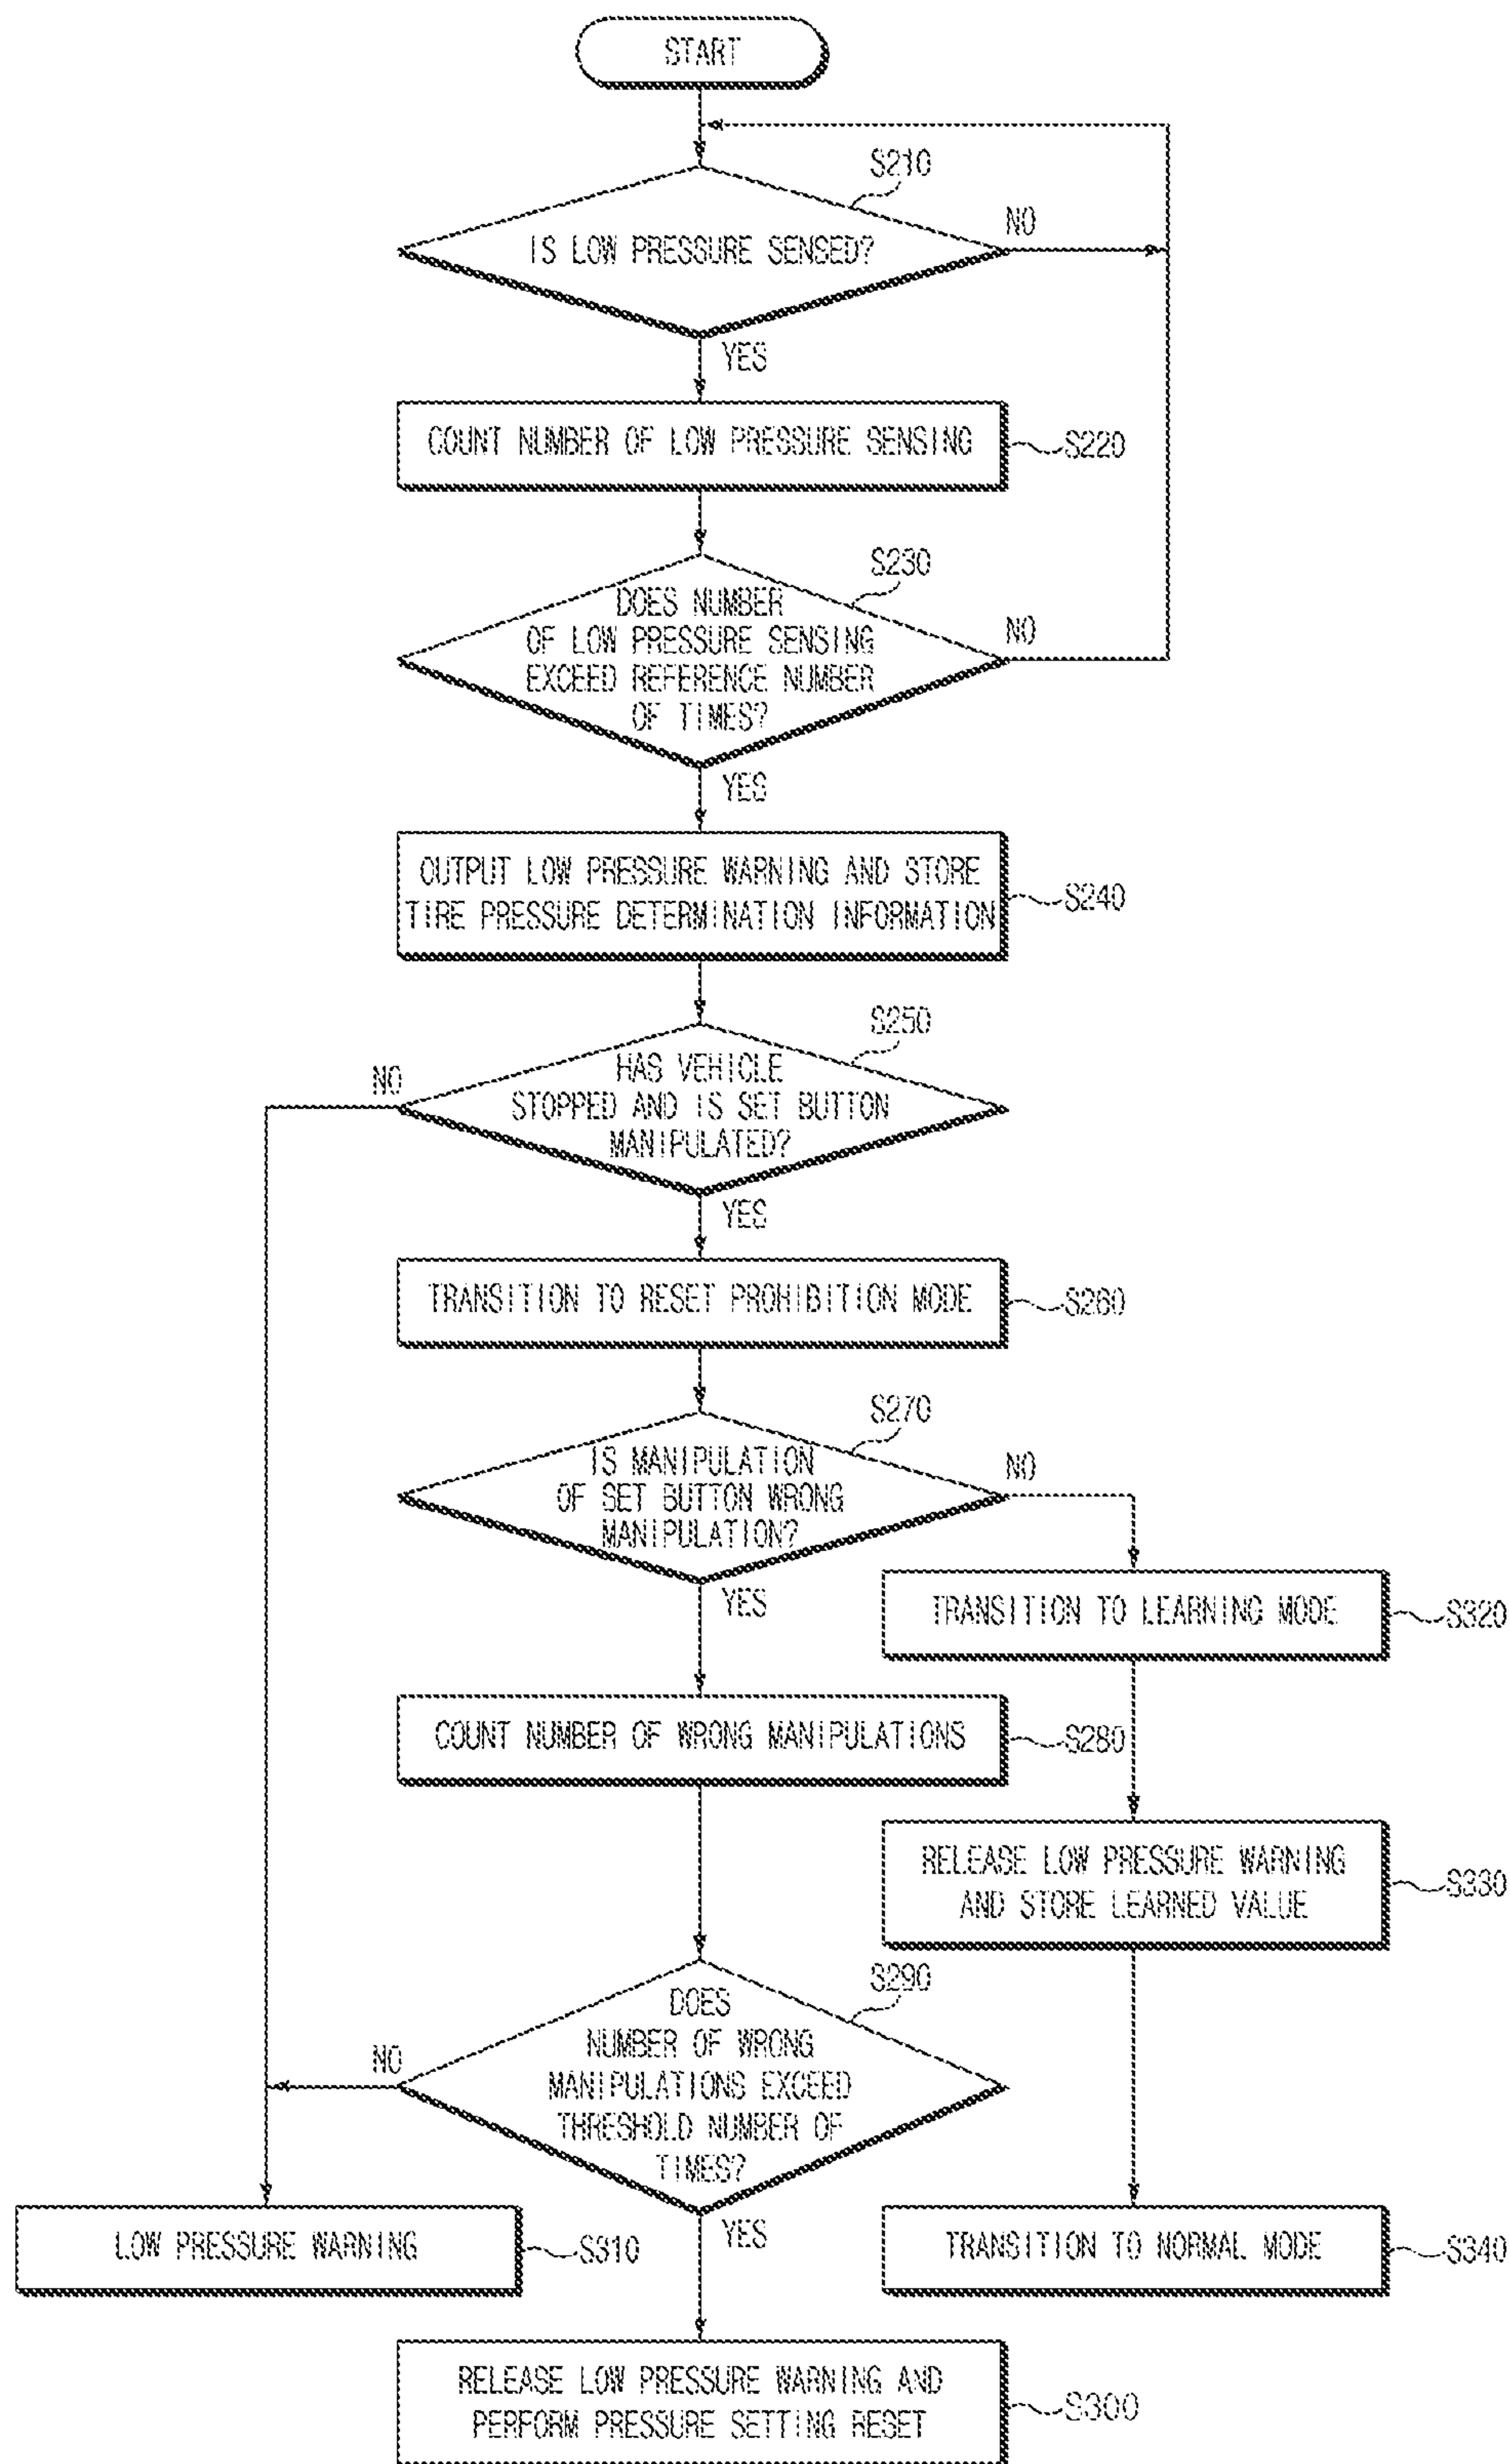 START
S210
IS LOW PRESSURE SENSED?
NO
YES
COUNT NUMBER OF LOW PRESSURE SENSING
S220
S230
DOES NUMBER
OF LOW PRESSURE SENSING
EXCEED REFERENCE NUMBER
OF TIMES?
NO
YES
OUTPUT LOW PRESSURE WARNING AND STORE
TIRE PRESSURE DETERMINATION INFORMATION
S240
S250
NO
HAS VEHICLE
STOPPED AND IS SET BUTTON
MANIPULATED?
YES
TRANSITION TO RESET PROHIBITION MODE
S260
S270
IS MANIPULATION
OF SET BUTTON WRONG
MANIPULATION?
NO
YES
TRANSITION TO LEARNING MODE
S320
COUNT NUMBER OF WRONG MANIPULATIONS
S280
RELEASE LOW PRESSURE WARNING
AND STORE LEARNED VALUE
S330
S290
DOES
NUMBER OF WRONG
MANIPULATIONS EXCEED
THRESHOLD NUMBER OF
TIMES?
NO
YES
LOW PRESSURE WARNING
S310
TRANSITION TO NORMAL MODE
S340
RELEASE LOW PRESSURE WARNING AND
PERFORM PRESSURE SETTING RESET
S300